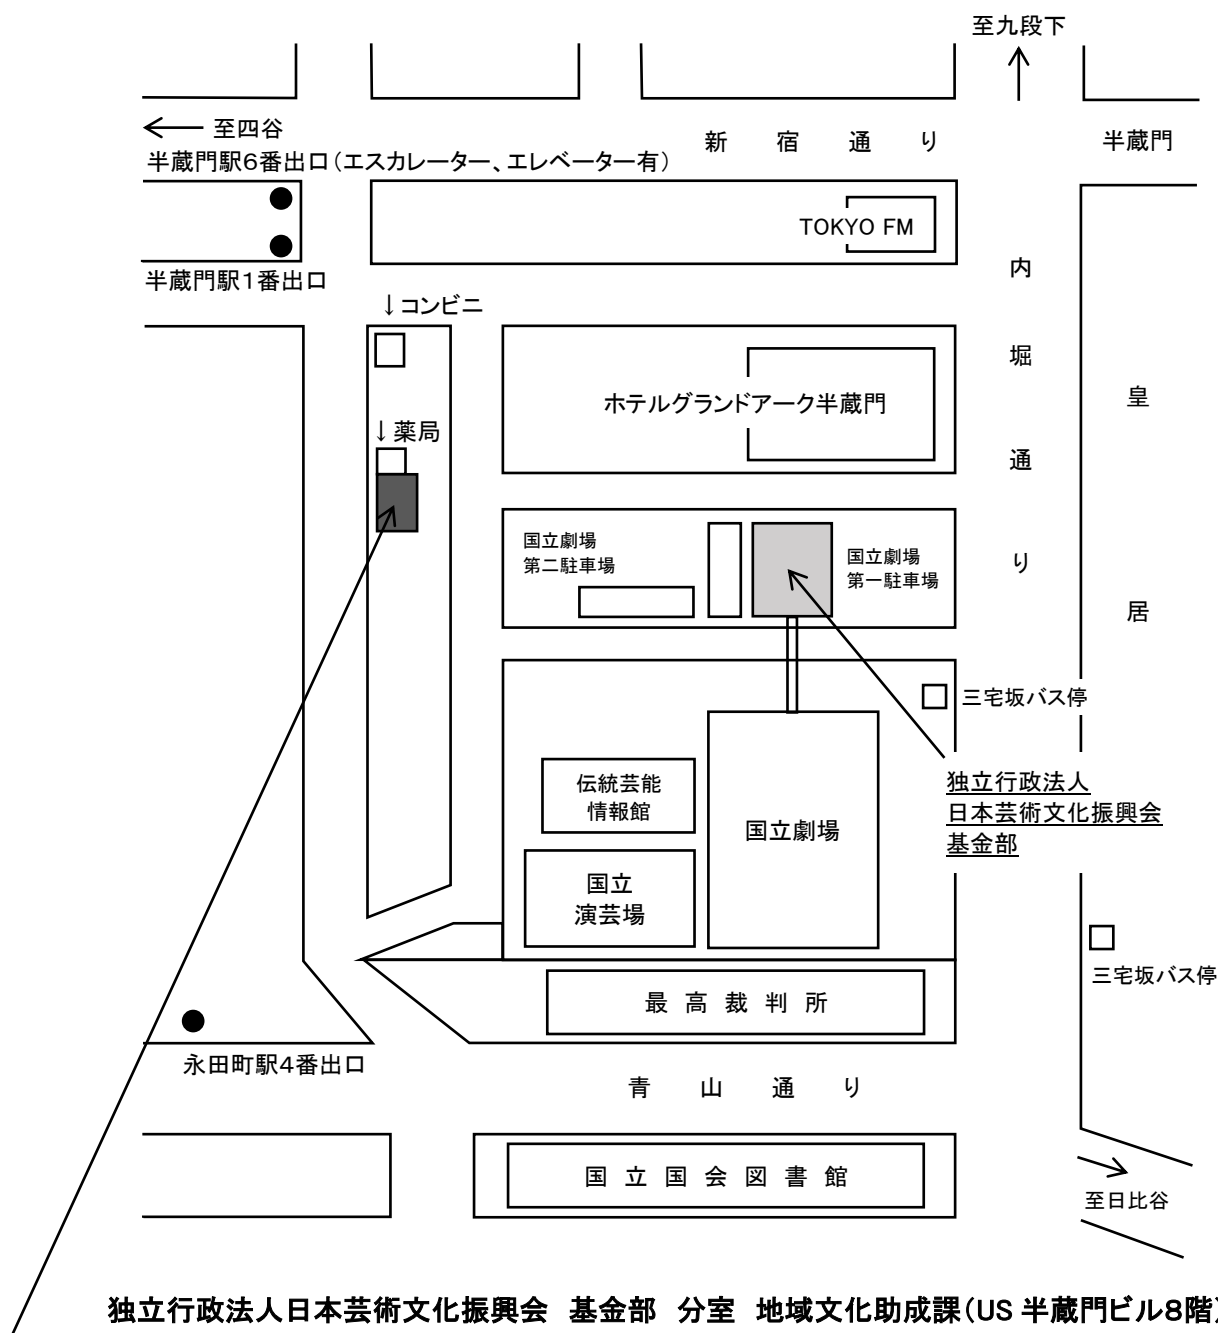 至九段下
至四谷
新宿通り
半蔵門
半蔵門駅6番出口(エスカレーター、エレベーター有)
TOKYO FM
半蔵門駅1番出口
↓コンビニ
内堀通り
皇居
ホテルグランドアーク半蔵門
↓薬局
国立劇場
第二駐車場
国立劇場
第一駐車場
三宅坂バス停
独立行政法人
日本芸術文化振興会
基金部
伝統芸能
情報館
国立劇場
国立
演芸場
三宅坂バス停
最高裁判所
永田町駅4番出口
青山通り
国立国会図書館
至日比谷
独立行政法人日本芸術文化振興会 基金部 分室 地域文化助成課(US 半蔵門ビル8階)